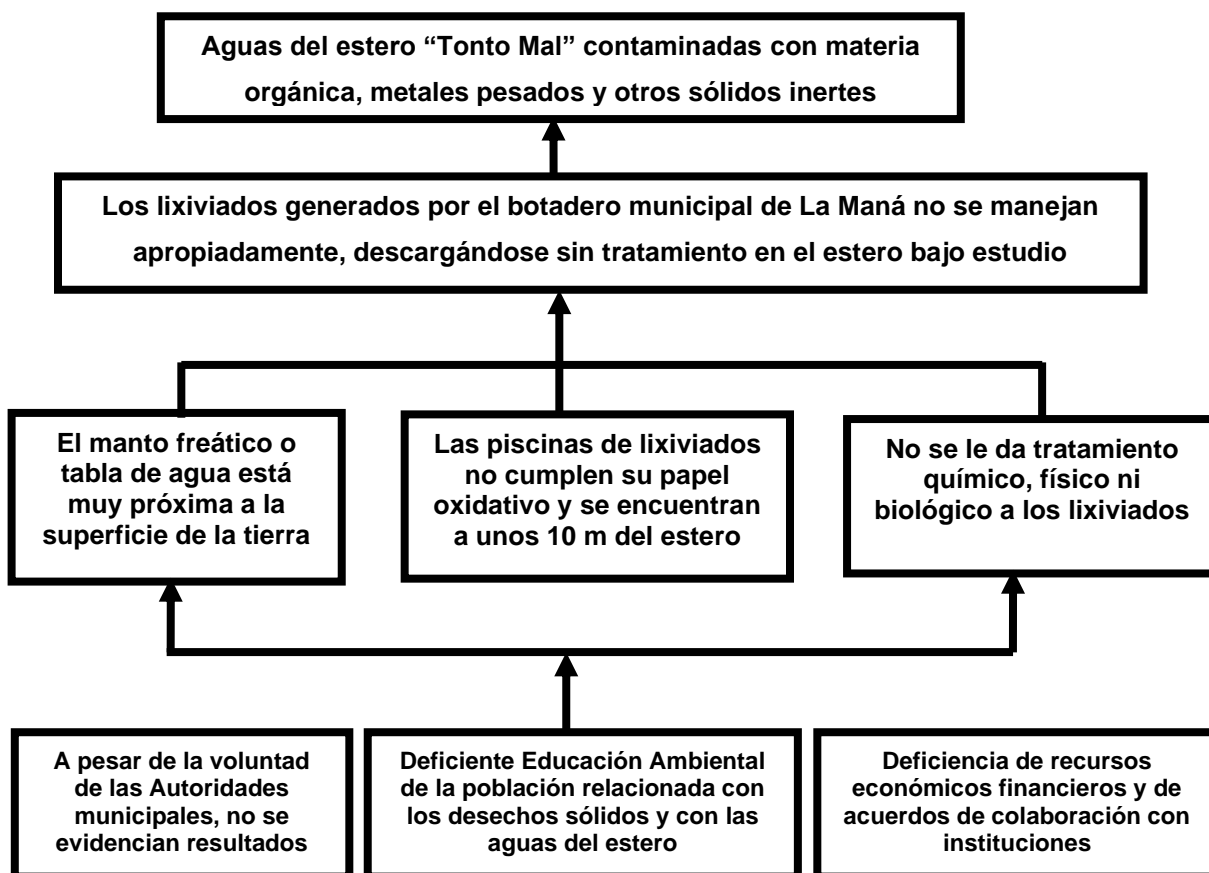 Aguas del estero “Tonto Mal” contaminadas con materia
orgánica, metales pesados y otros sólidos inertes
Los lixiviados generados por el botadero municipal de La Maná no se manejan
apropiadamente, descargándose sin tratamiento en el estero bajo estudio
El manto freático o
tabla de agua está
muy próxima a la
superficie de la tierra
Las piscinas de lixiviados
no cumplen su papel
oxidativo y se encuentran
a unos 10 m del estero
No se le da tratamiento
químico, físico ni
biológico a los lixiviados
A pesar de la voluntad
de las Autoridades
municipales, no se
evidencian resultados
Deficiente Educación Ambiental
de la población relacionada con
los desechos sólidos y con las
aguas del estero
Deficiencia de recursos
económicos financieros y de
acuerdos de colaboración con
instituciones